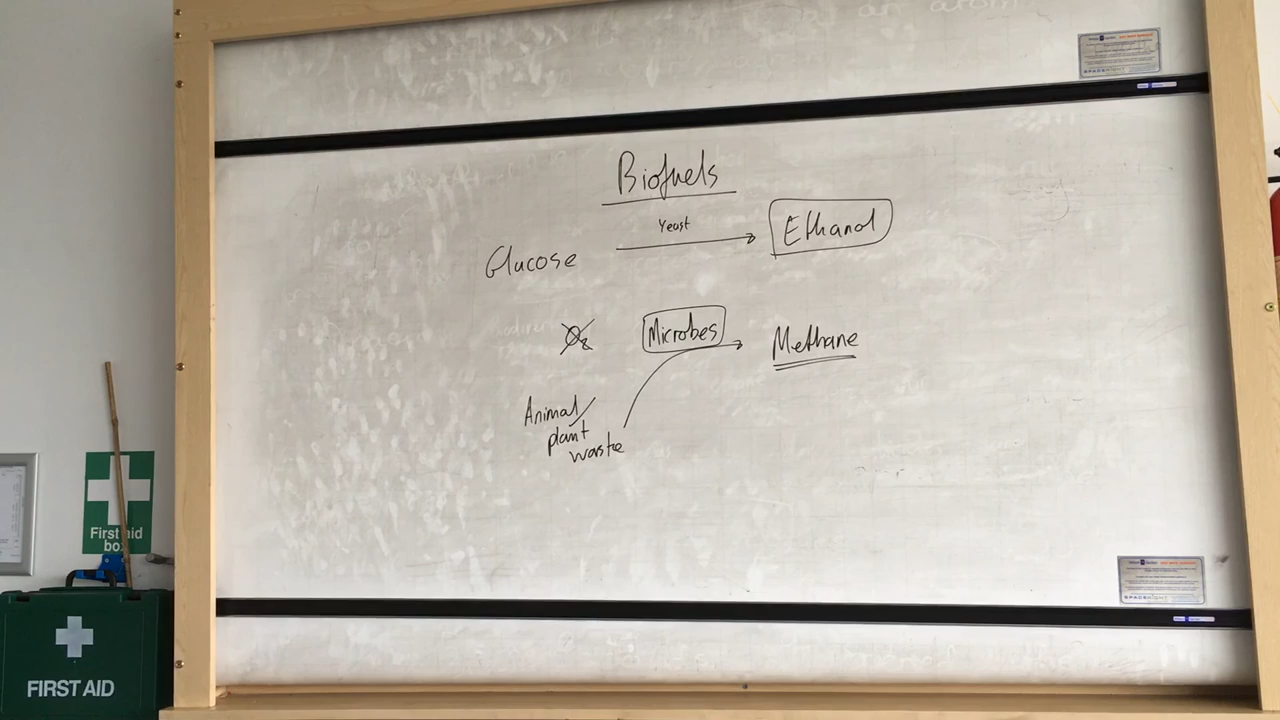 Biofuels
Glucose
Yeast
Ethanol
O₂
Microbes
Methane
Animal/
plant
waste
First aid
box
FIRST AID